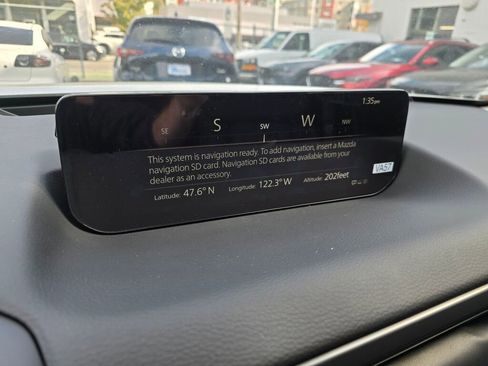 1:35pm
SE S SW W NW
This system is navigation ready. To add navigation, insert a Mazda
navigation SD card. Navigation SD cards are available from your
dealer as an accessory.
VA57
Latitude: 47.6° N Longitude: 122.3° W Altitude: 202feet